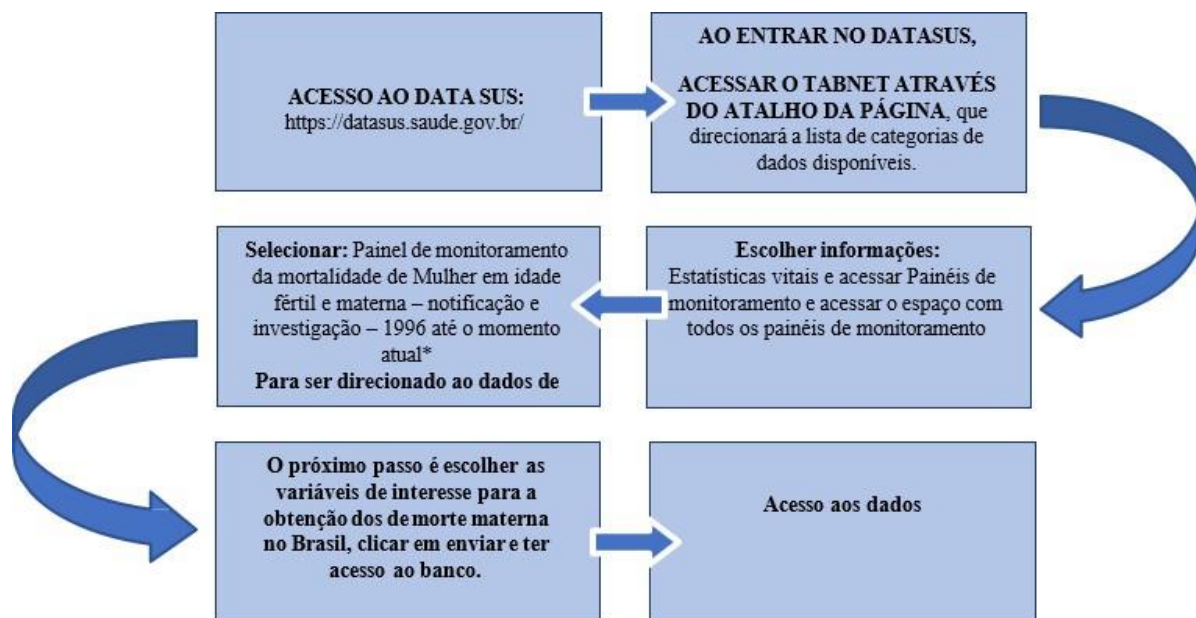 ACESSO AO DATA SUS:
https://datasus.saude.gov.br/
AO ENTRAR NO DATASUS,
ACESSAR O TABNET ATRAVÉS
DO ATALHO DA PÁGINA, que
direcionará a lista de categorias de
dados disponíveis.
Escolher informações:
Estatísticas vitais e acessar Painéis de
monitoramento e acessar o espaço com
todos os painéis de monitoramento
Selecionar: Painel de monitoramento
da mortalidade de Mulher em idade
fértil e materna – notificação e
investigação – 1996 até o momento
atual*
Para ser direcionado ao dados de
O próximo passo é escolher as
variáveis de interesse para a
obtenção dos de morte materna
no Brasil, clicar em enviar e ter
acesso ao banco.
Acesso aos dados